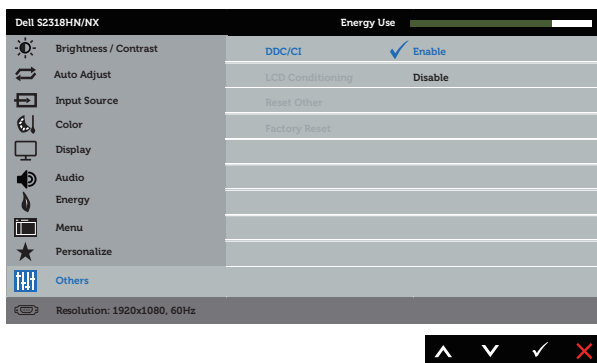 Dell S2318HN/NX Energy Use
Brightness / Contrast DDC/CI Enable
Auto Adjust LCD Conditioning Disable
Input Source Reset Other
Color Factory Reset
Display
Audio
Energy
Menu
Personalize
Others
Resolution: 1920x1080, 60Hz